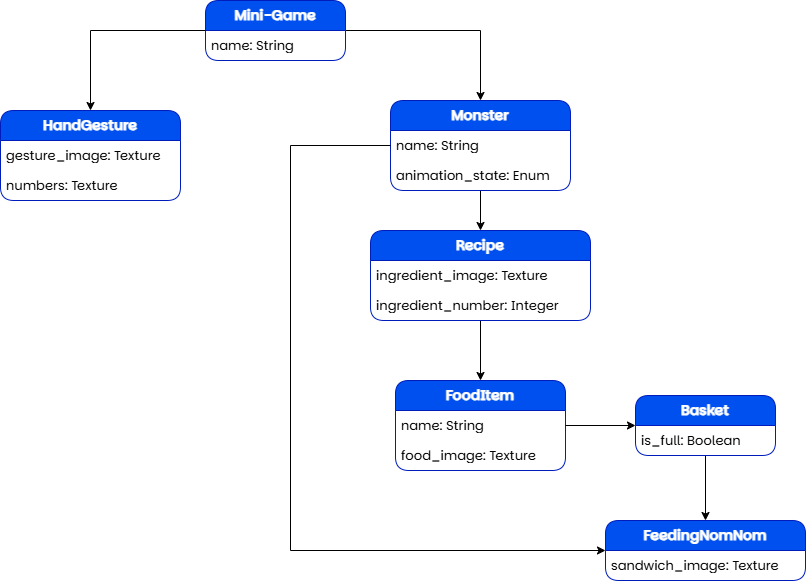 Mini-Game
name: String
HandGesture
gesture_image: Texture
numbers: Texture
Monster
name: String
animation_state: Enum
Recipe
ingredient_image: Texture
ingredient_number: Integer
FoodItem
name: String
food_image: Texture
Basket
is_full: Boolean
FeedingNomNom
sandwich_image: Texture